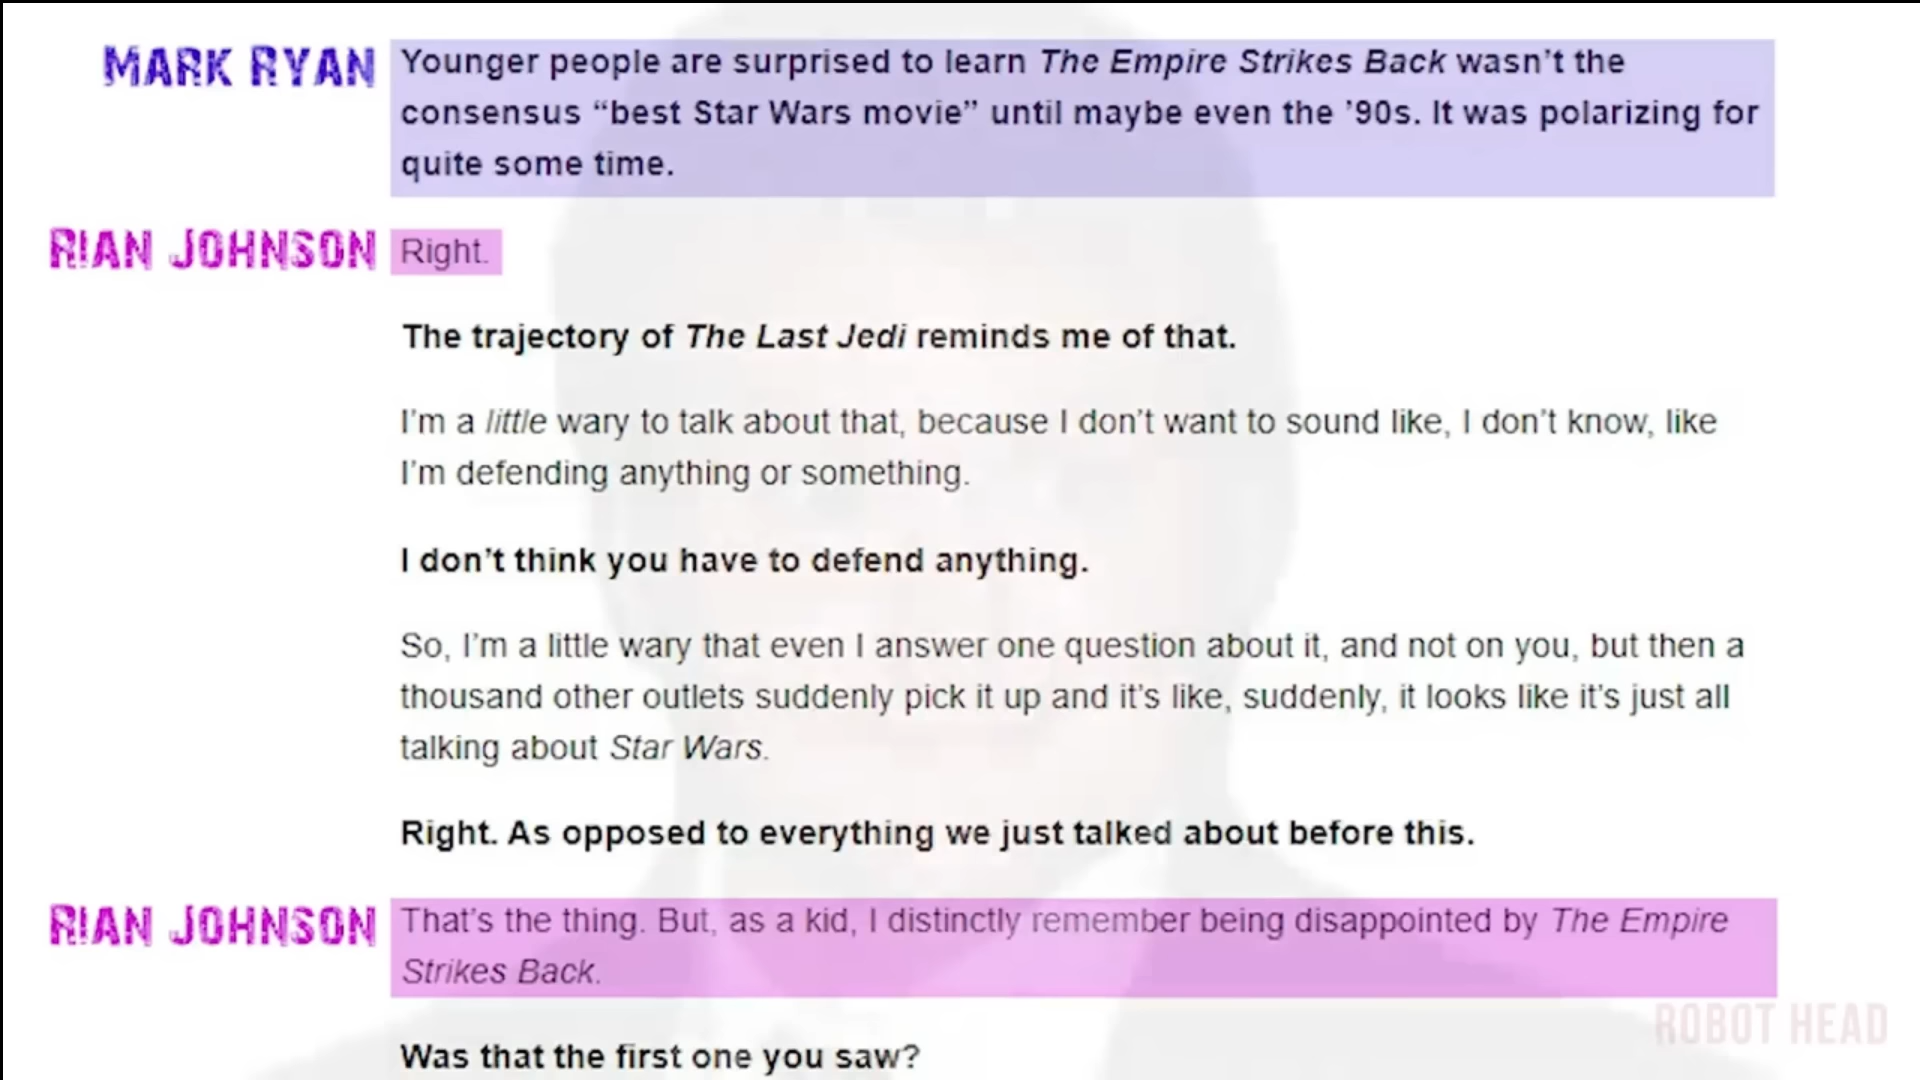 MARK RYAN Younger people are surprised to learn The Empire Strikes Back wasn’t the
consensus “best Star Wars movie” until maybe even the ’90s. It was polarizing for
quite some time.
RIAN JOHNSON Right.
The trajectory of The Last Jedi reminds me of that.
I’m a little wary to talk about that, because I don’t want to sound like, I don’t know, like
I’m defending anything or something.
I don’t think you have to defend anything.
So, I’m a little wary that even I answer one question about it, and not on you, but then a
thousand other outlets suddenly pick it up and it’s like, suddenly, it looks like it’s just all
talking about Star Wars.
Right. As opposed to everything we just talked about before this.
RIAN JOHNSON That’s the thing. But, as a kid, I distinctly remember being disappointed by The Empire
Strikes Back.
ROBOT HEAD
Was that the first one you saw?